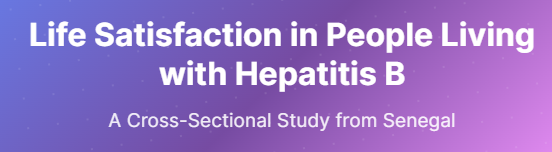 Life Satisfaction in People Living
with Hepatitis B
A Cross-Sectional Study from Senegal